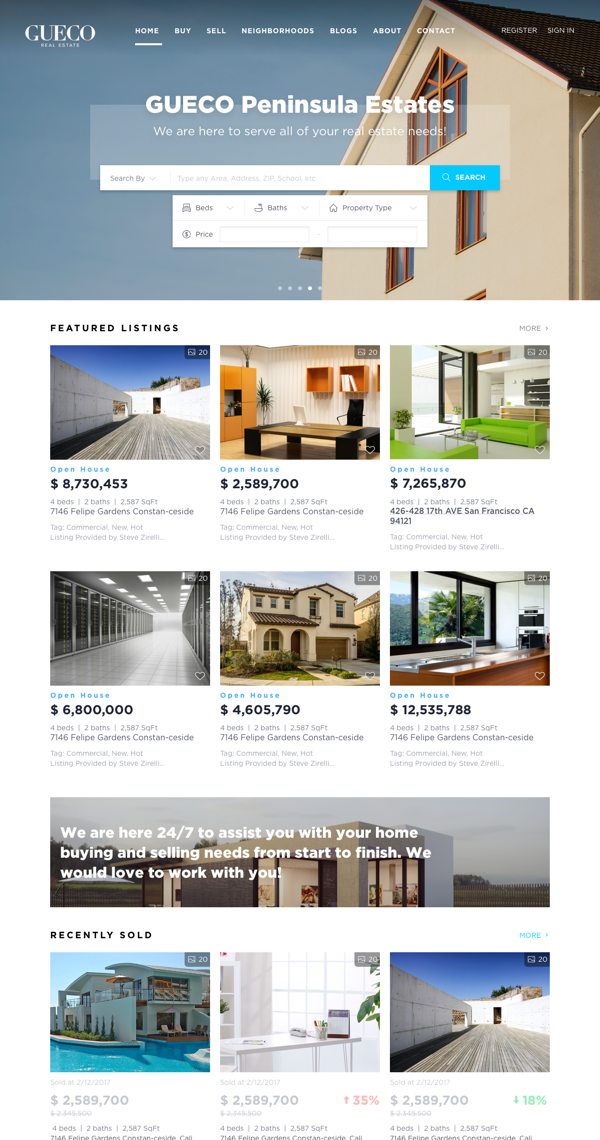 GUECO
REAL ESTATE
HOME BUY SELL NEIGHBORHOODS BLOGS ABOUT CONTACT REGISTER SIGN IN
GUECO Peninsula Estates
We are here to serve all of your real estate needs!
Search By Type any Area, Address, ZIP, School, etc SEARCH
Beds Baths Property Type
Price -
FEATURED LISTINGS MORE
20 20 20
Open House Open House Open House
$ 8,730,453 $ 2,589,700 $ 7,265,870
4 beds | 2 baths | 2,587 SqFt 4 beds | 2 baths | 2,587 SqFt 4 beds | 2 baths | 2,587 SqFt
7146 Felipe Gardens Constan-ceside 7146 Felipe Gardens Constan-ceside 426-428 17th AVE San Francisco CA
94121
Tag: Commercial, New, Hot Tag: Commercial, New, Hot Tag: Commercial, New, Hot
Listing Provided by Steve Zirelli... Listing Provided by Steve Zirelli... Listing Provided by Steve Zirelli...
20 20 20
Open House Open House Open House
$ 6,800,000 $ 4,605,790 $ 12,535,788
4 beds | 2 baths | 2,587 SqFt 4 beds | 2 baths | 2,587 SqFt 4 beds | 2 baths | 2,587 SqFt
7146 Felipe Gardens Constan-ceside 7146 Felipe Gardens Constan-ceside 7146 Felipe Gardens Constan-ceside
Tag: Commercial, New, Hot Tag: Commercial, New, Hot Tag: Commercial, New, Hot
Listing Provided by Steve Zirelli... Listing Provided by Steve Zirelli... Listing Provided by Steve Zirelli...
We are here 24/7 to assist you with your home
buying and selling needs from start to finish. We
would love to work with you!
RECENTLY SOLD MORE
20 20 20
Sold at 2/12/2017 Sold at 2/12/2017 Sold at 2/12/2017
$ 2,589,700 $ 2,589,700 35% $ 2,589,700 18%
$ 2,345,500 $ 2,345,500 $ 2,345,500
4 beds | 2 baths | 2,587 SqFt 4 beds | 2 baths | 2,587 SqFt 4 beds | 2 baths | 2,587 SqFt
7146 Felipe Gardens Constan-ceside, Cali 7146 Felipe Gardens Constan-ceside 7146 Felipe Gardens Constan-ceside